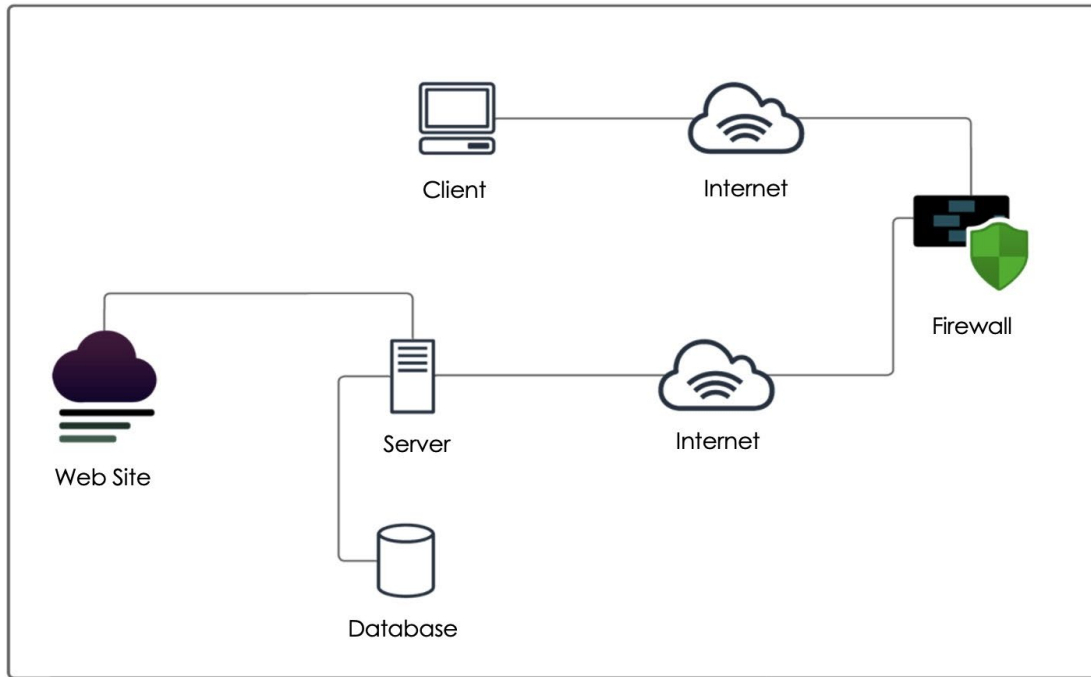 Client
Internet
Firewall
Server
Internet
Web Site
Database